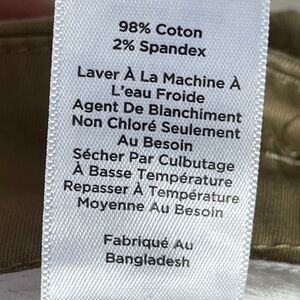 98% Coton
2% Spandex
Laver À La Machine À
L'eau Froide
Agent De Blanchiment
Non Chloré Seulement
Au Besoin
Sécher Par Culbutage
À Basse Température
Repasser À Température
Moyenne Au Besoin
Fabriqué Au
Bangladesh